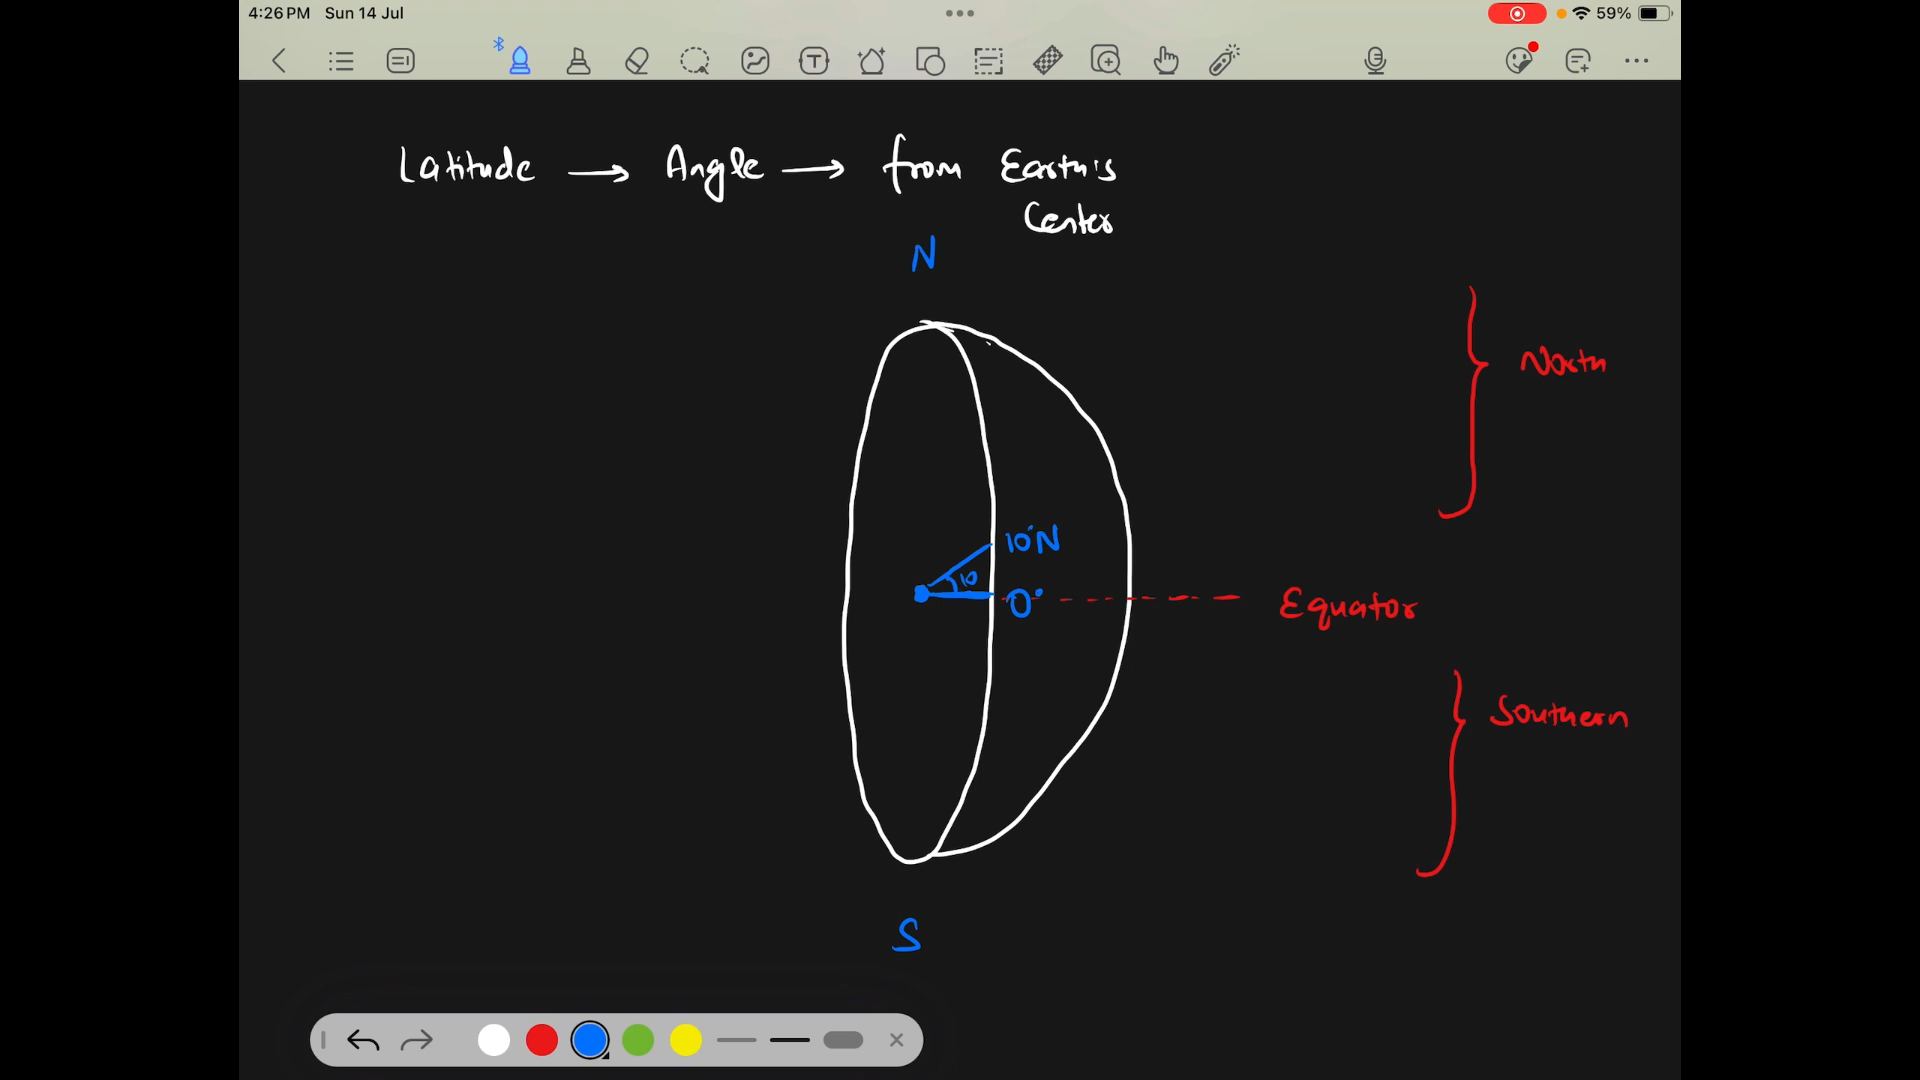 4:26 PM Sun 14 Jul
59%
Latitude → Angle → from Earth's
Center
N
North
10°N
10
0°
Equator
Southern
S